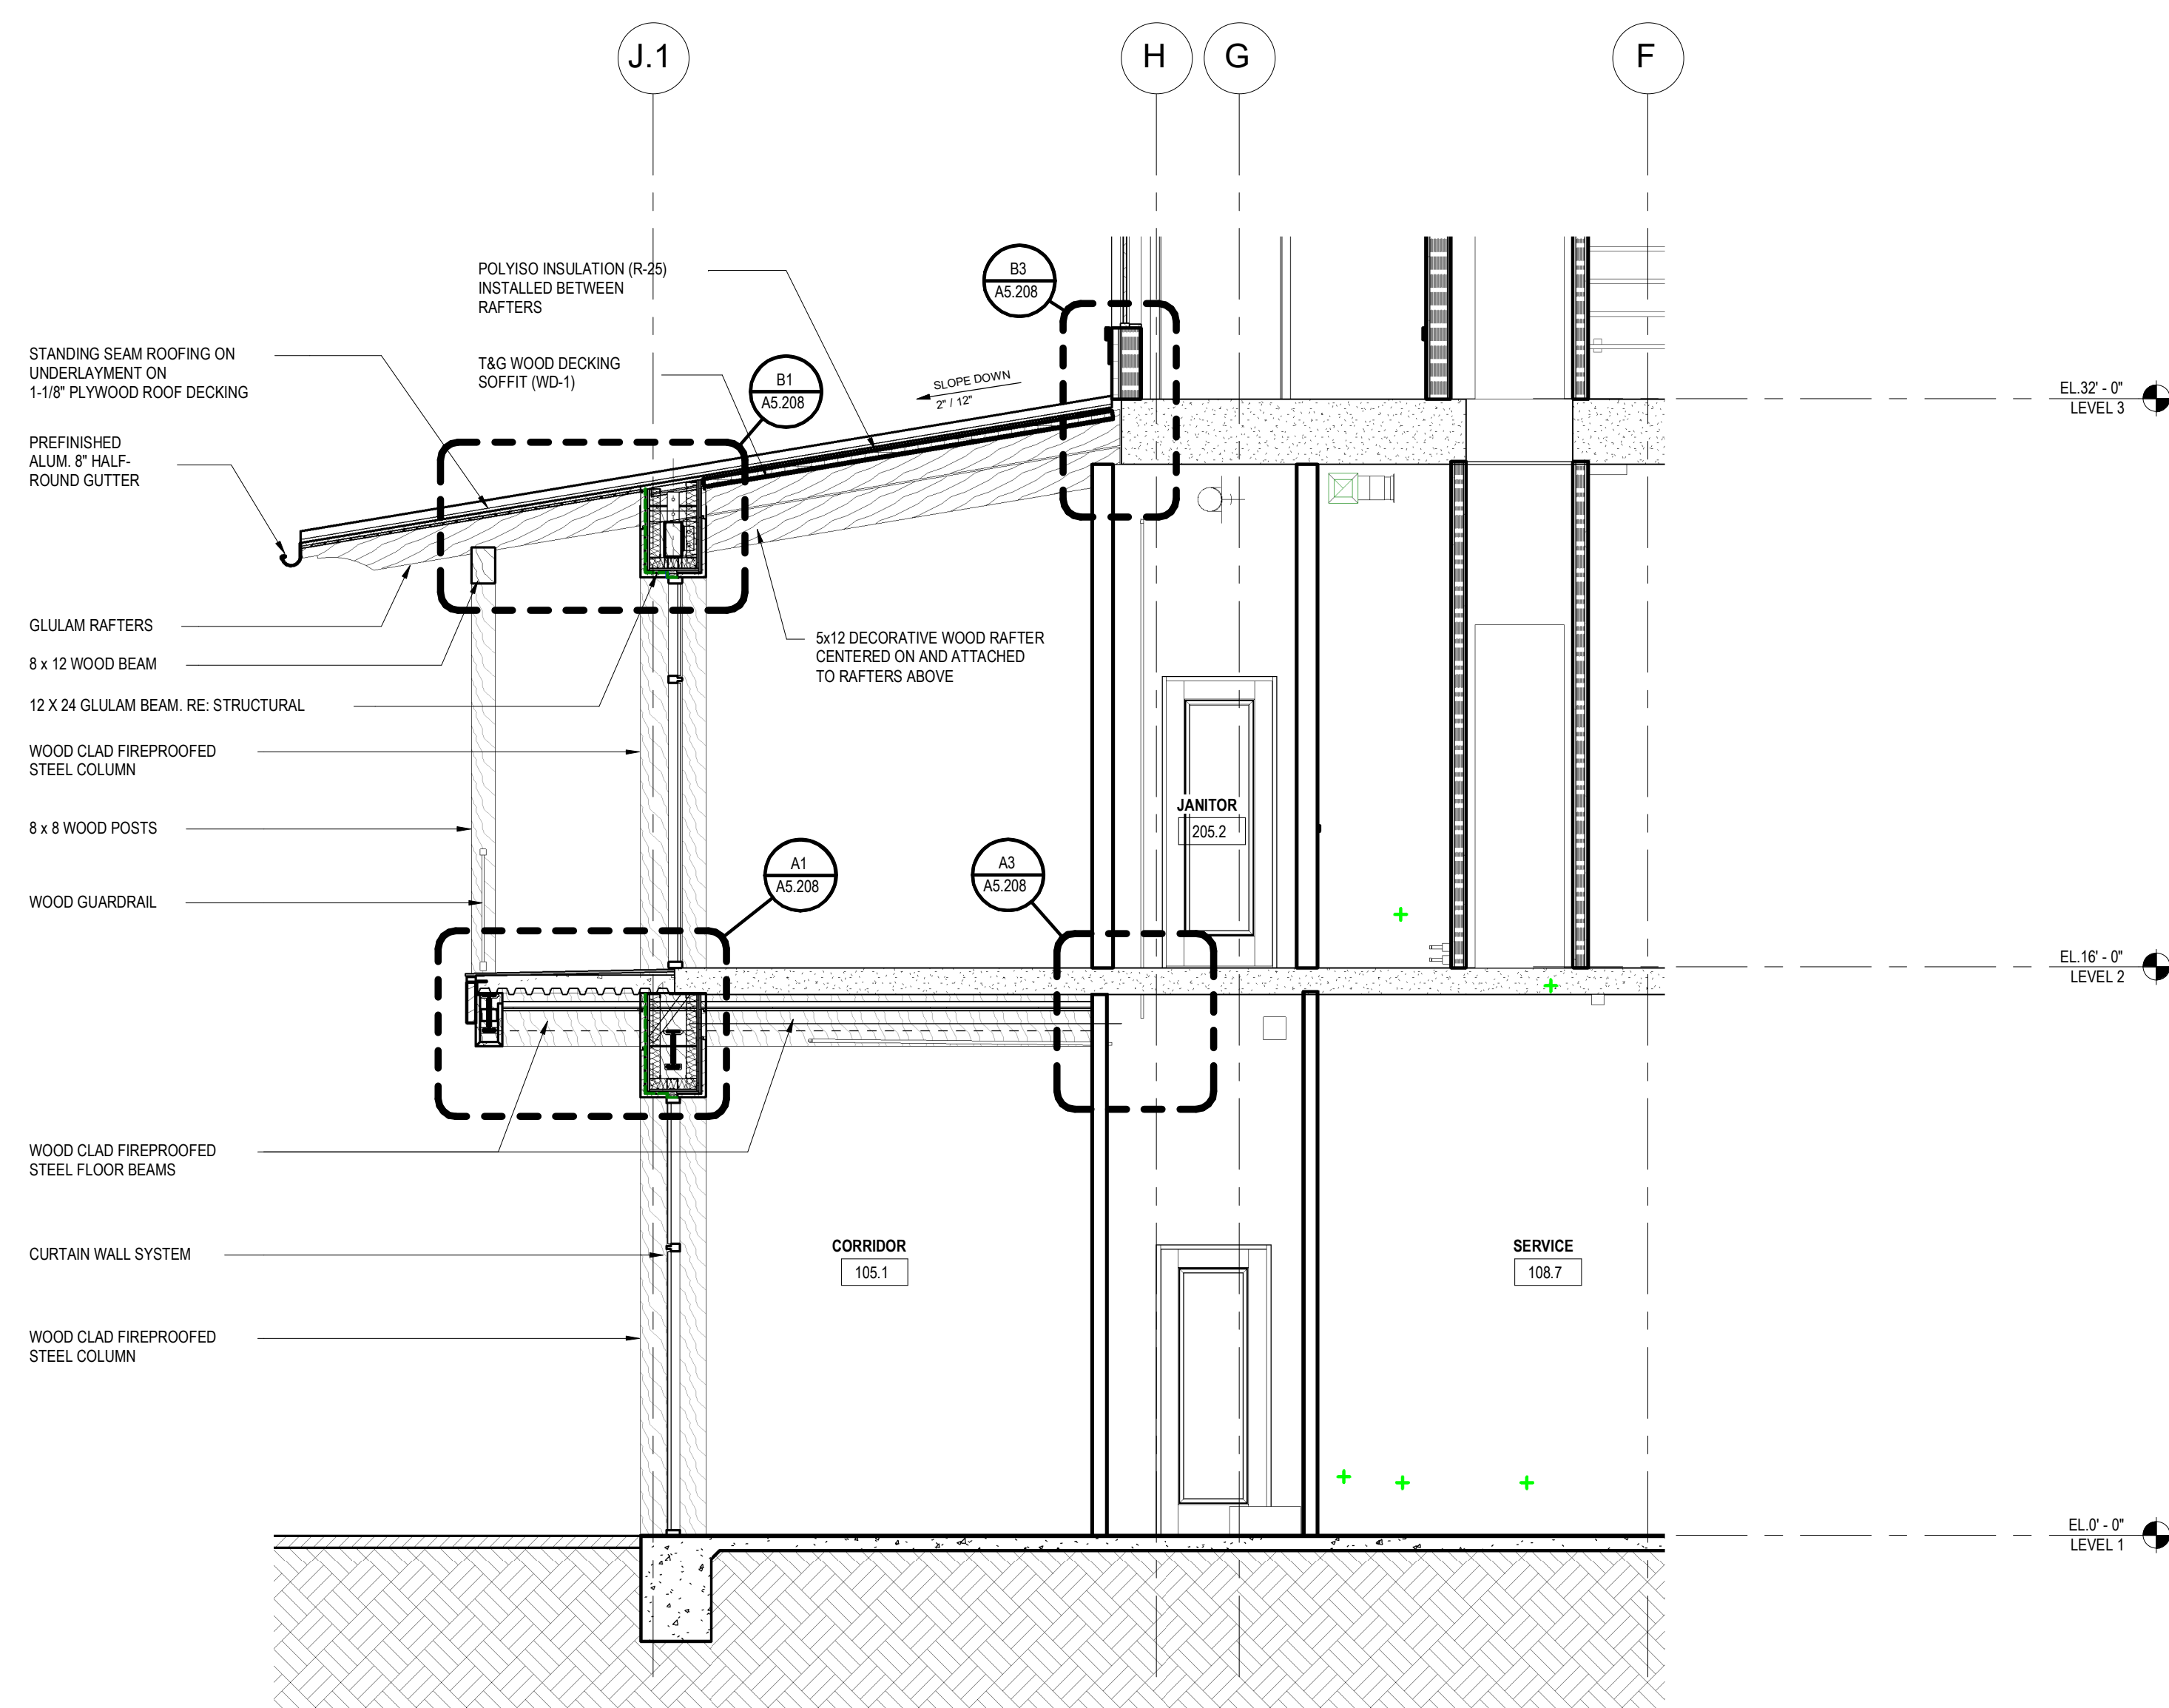 J.1
H
G
F
POLYISO INSULATION (R-25)
INSTALLED BETWEEN
RAFTERS
B3
A5.208
STANDING SEAM ROOFING ON
UNDERLAYMENT ON
1-1/8" PLYWOOD ROOF DECKING
T&G WOOD DECKING
SOFFIT (WD-1)
B1
A5.208
SLOPE DOWN
2" / 12"
EL.32' - 0"
LEVEL 3
PREFINISHED
ALUM. 8" HALF-
ROUND GUTTER
GLULAM RAFTERS
8 x 12 WOOD BEAM
12 X 24 GLULAM BEAM. RE: STRUCTURAL
5x12 DECORATIVE WOOD RAFTER
CENTERED ON AND ATTACHED
TO RAFTERS ABOVE
WOOD CLAD FIREPROOFED
STEEL COLUMN
JANITOR
205.2
8 x 8 WOOD POSTS
A1
A5.208
A3
A5.208
WOOD GUARDRAIL
EL.16' - 0"
LEVEL 2
WOOD CLAD FIREPROOFED
STEEL FLOOR BEAMS
CURTAIN WALL SYSTEM
CORRIDOR
105.1
SERVICE
108.7
WOOD CLAD FIREPROOFED
STEEL COLUMN
EL.0' - 0"
LEVEL 1